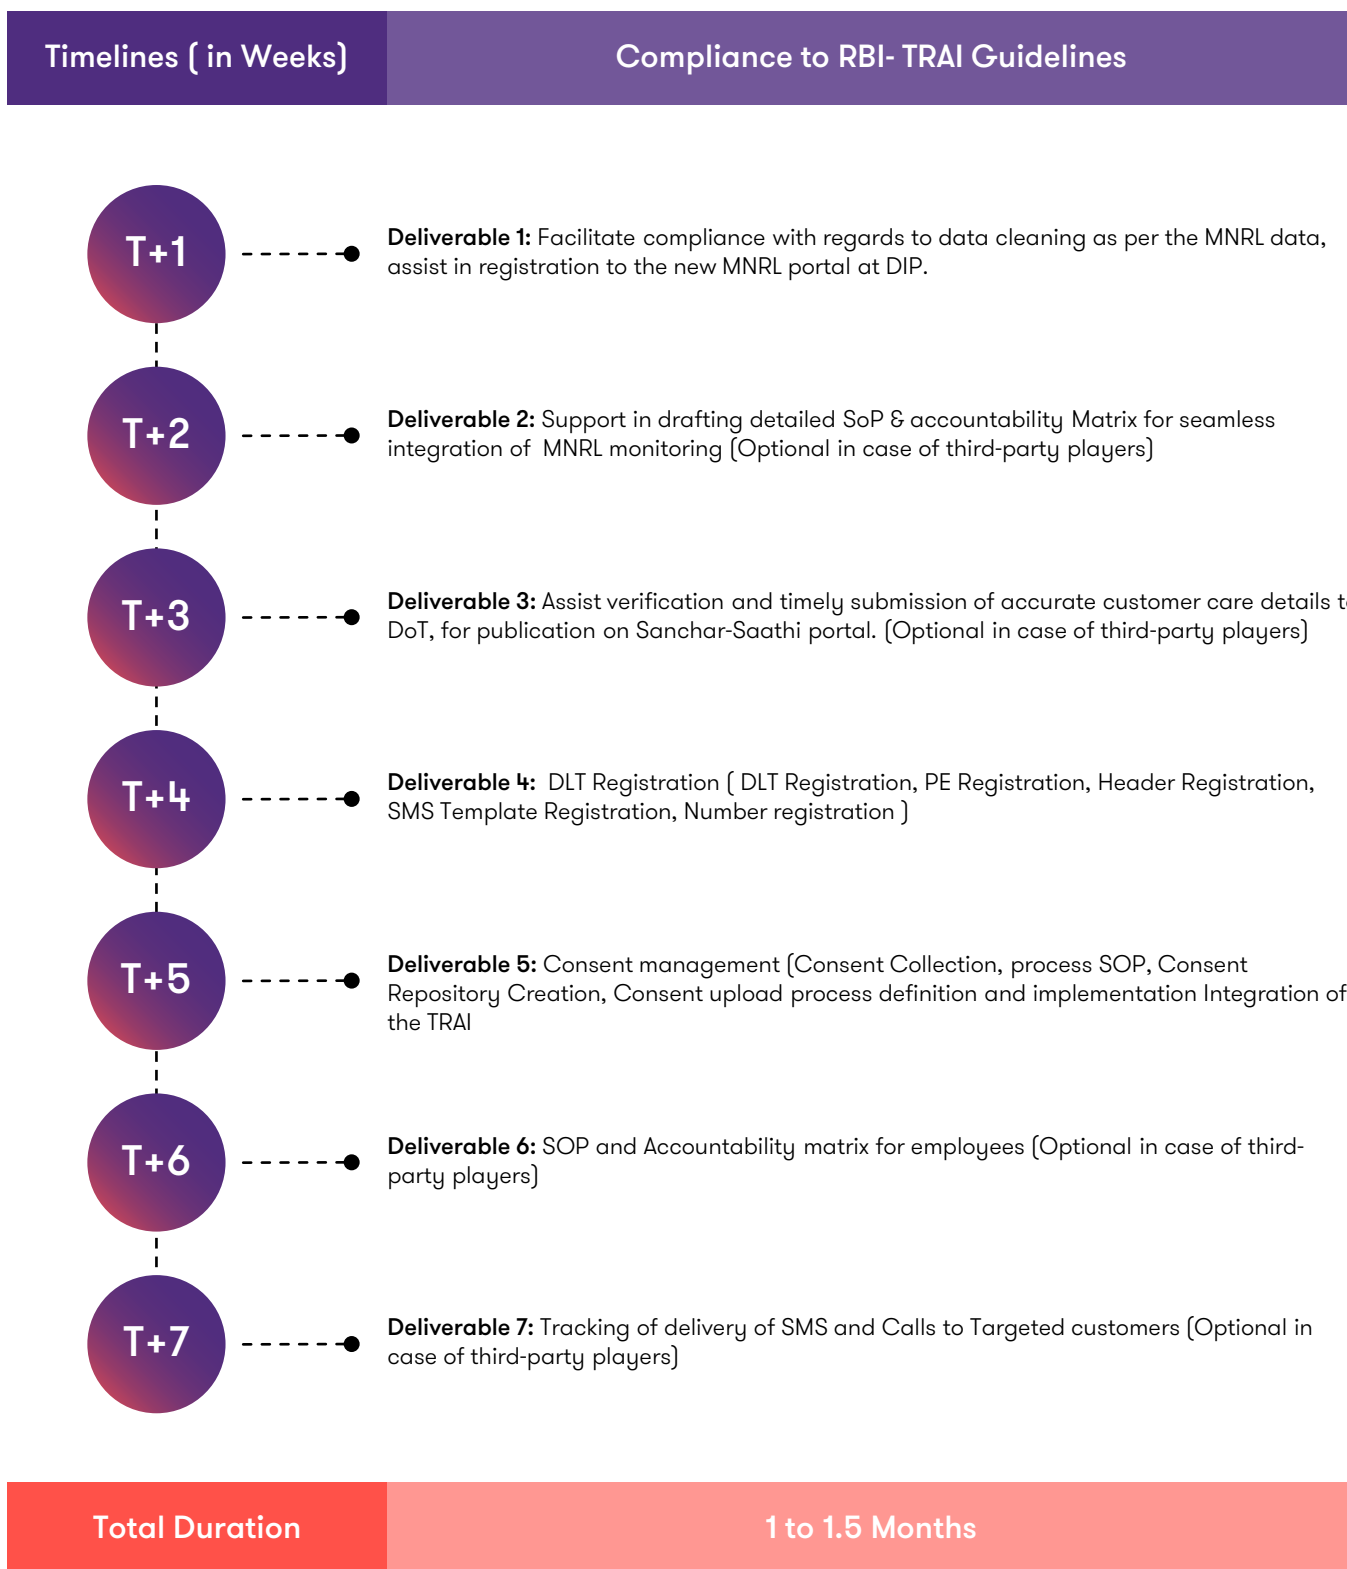 Timelines ( in Weeks)
Compliance to RBI- TRAI Guidelines
T+1
Deliverable 1: Facilitate compliance with regards to data cleaning as per the MNRL data,
assist in registration to the new MNRL portal at DIP.
T+2
Deliverable 2: Support in drafting detailed SoP & accountability Matrix for seamless
integration of  MNRL monitoring (Optional in case of third-party players)
T+3
Deliverable 3: Assist verification and timely submission of accurate customer care details
DoT, for publication on Sanchar-Saathi portal. (Optional in case of third-party players)
T+4
Deliverable 4:  DLT Registration ( DLT Registration, PE Registration, Header Registration,
SMS Template Registration, Number registration )
T+5
Deliverable 5: Consent management (Consent Collection, process SOP, Consent
Repository Creation, Consent upload process definition and implementation Integration of
the TRAI
T+6
Deliverable 6: SOP and Accountability matrix for employees (Optional in case of third-
party players)
T+7
Deliverable 7: Tracking of delivery of SMS and Calls to Targeted customers (Optional in
case of third-party players)
Total Duration
1 to 1.5 Months